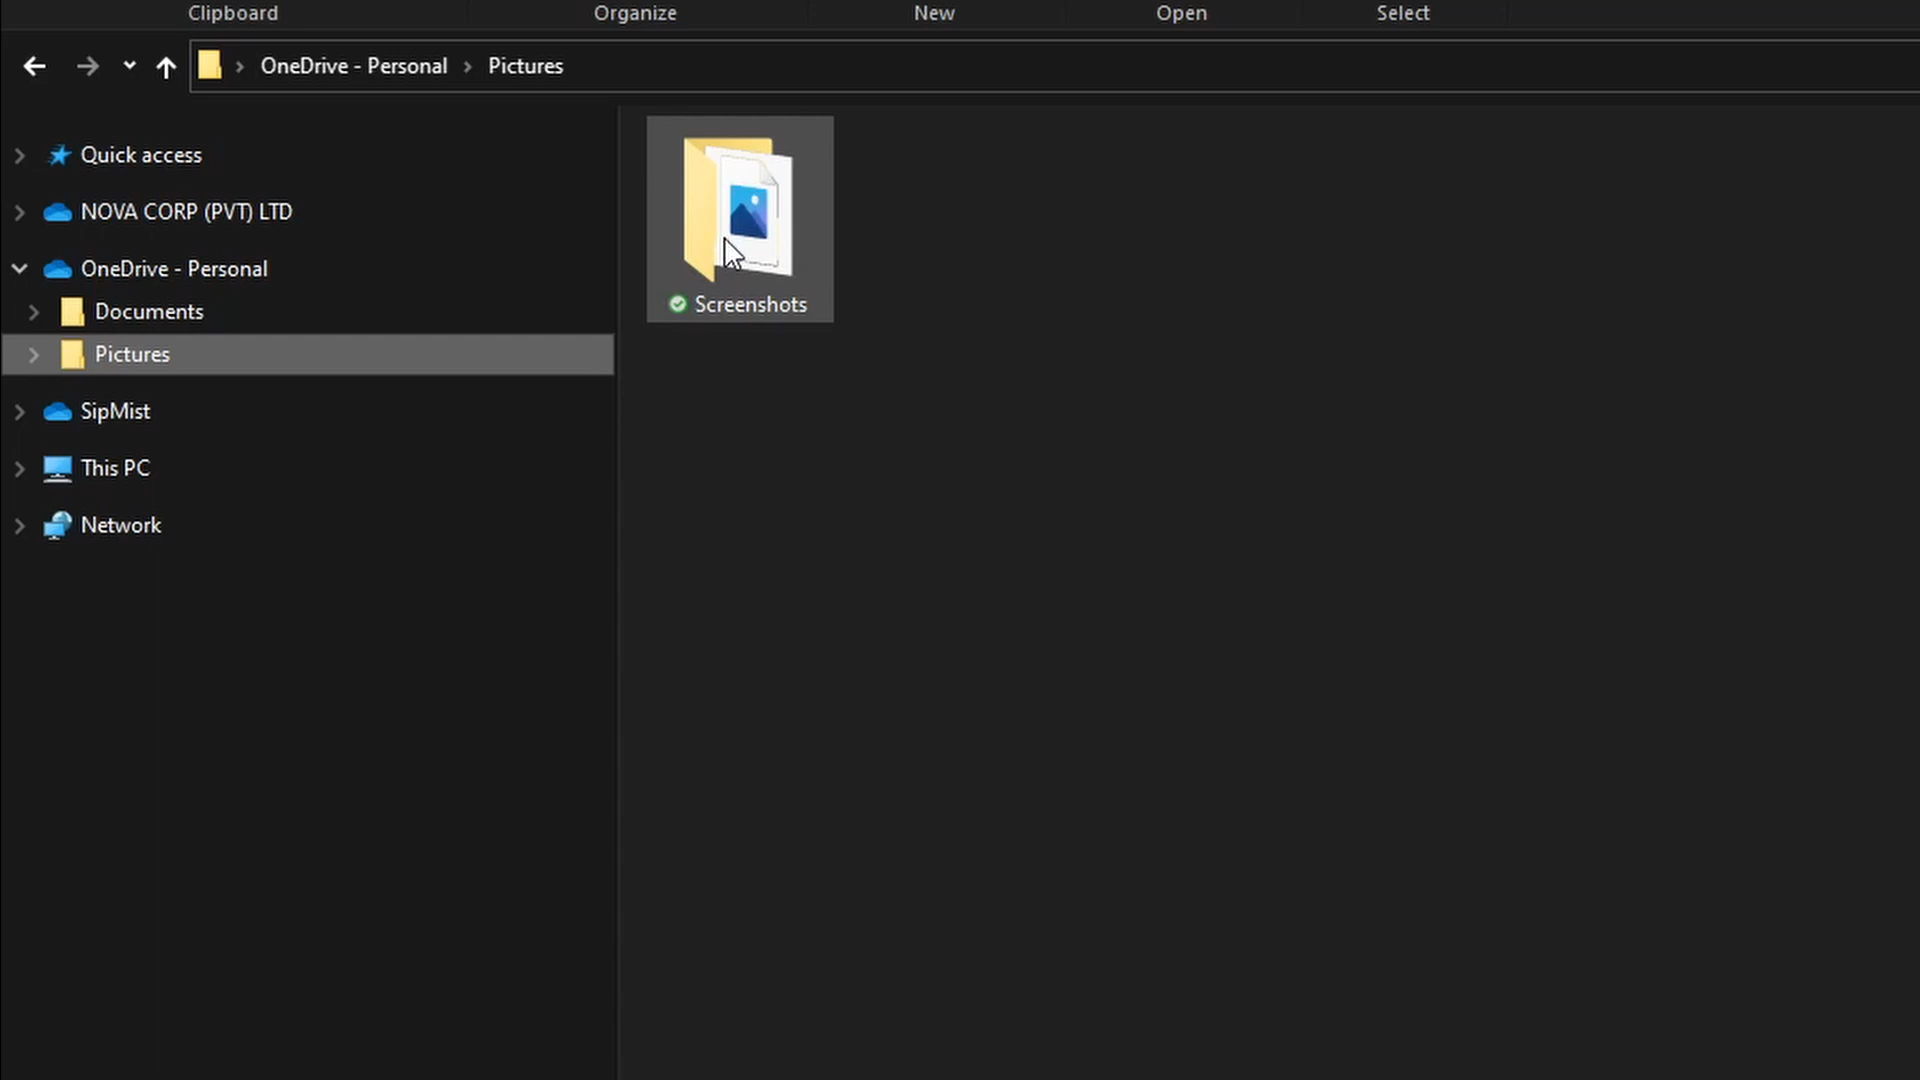 Clipboard Organize New Open Select
OneDrive - Personal Pictures
Quick access
NOVA CORP (PVT) LTD
OneDrive - Personal
Documents
Pictures
SipMist
This PC
Network
Screenshots